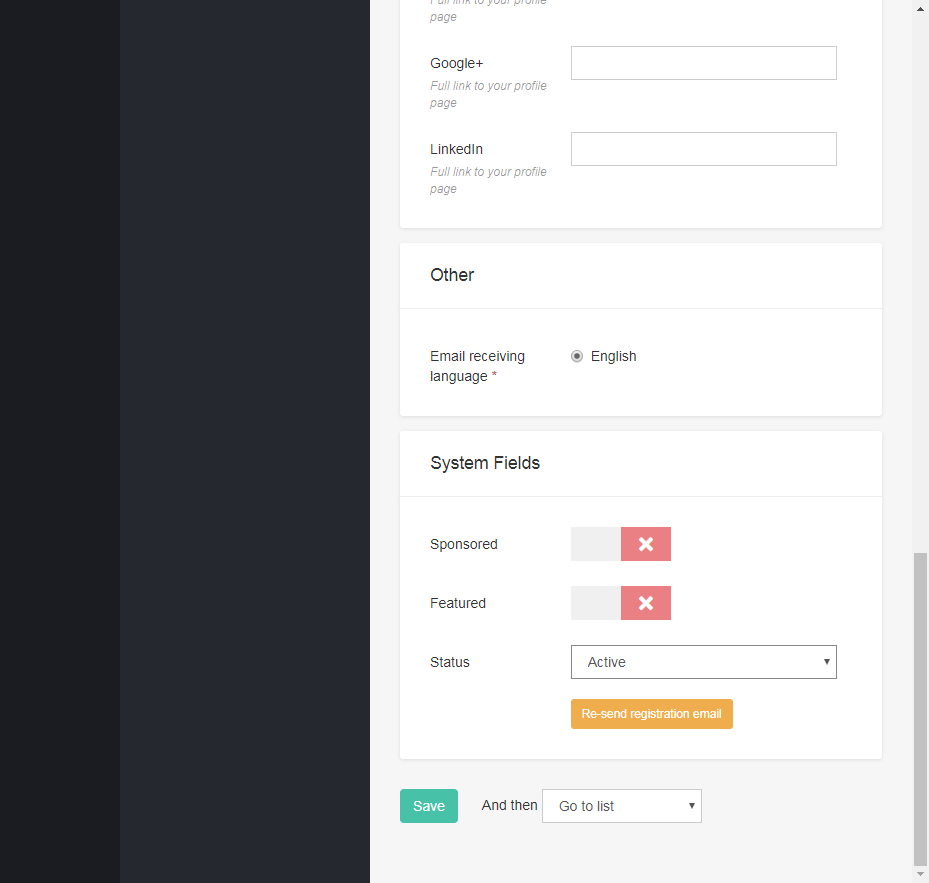 Full link to your profile
page
Google+
Full link to your profile
page
LinkedIn
Full link to your profile
page
Other
Email receiving
language *
English
System Fields
Sponsored
Featured
Status
Active
Re-send registration email
Save And then Go to list